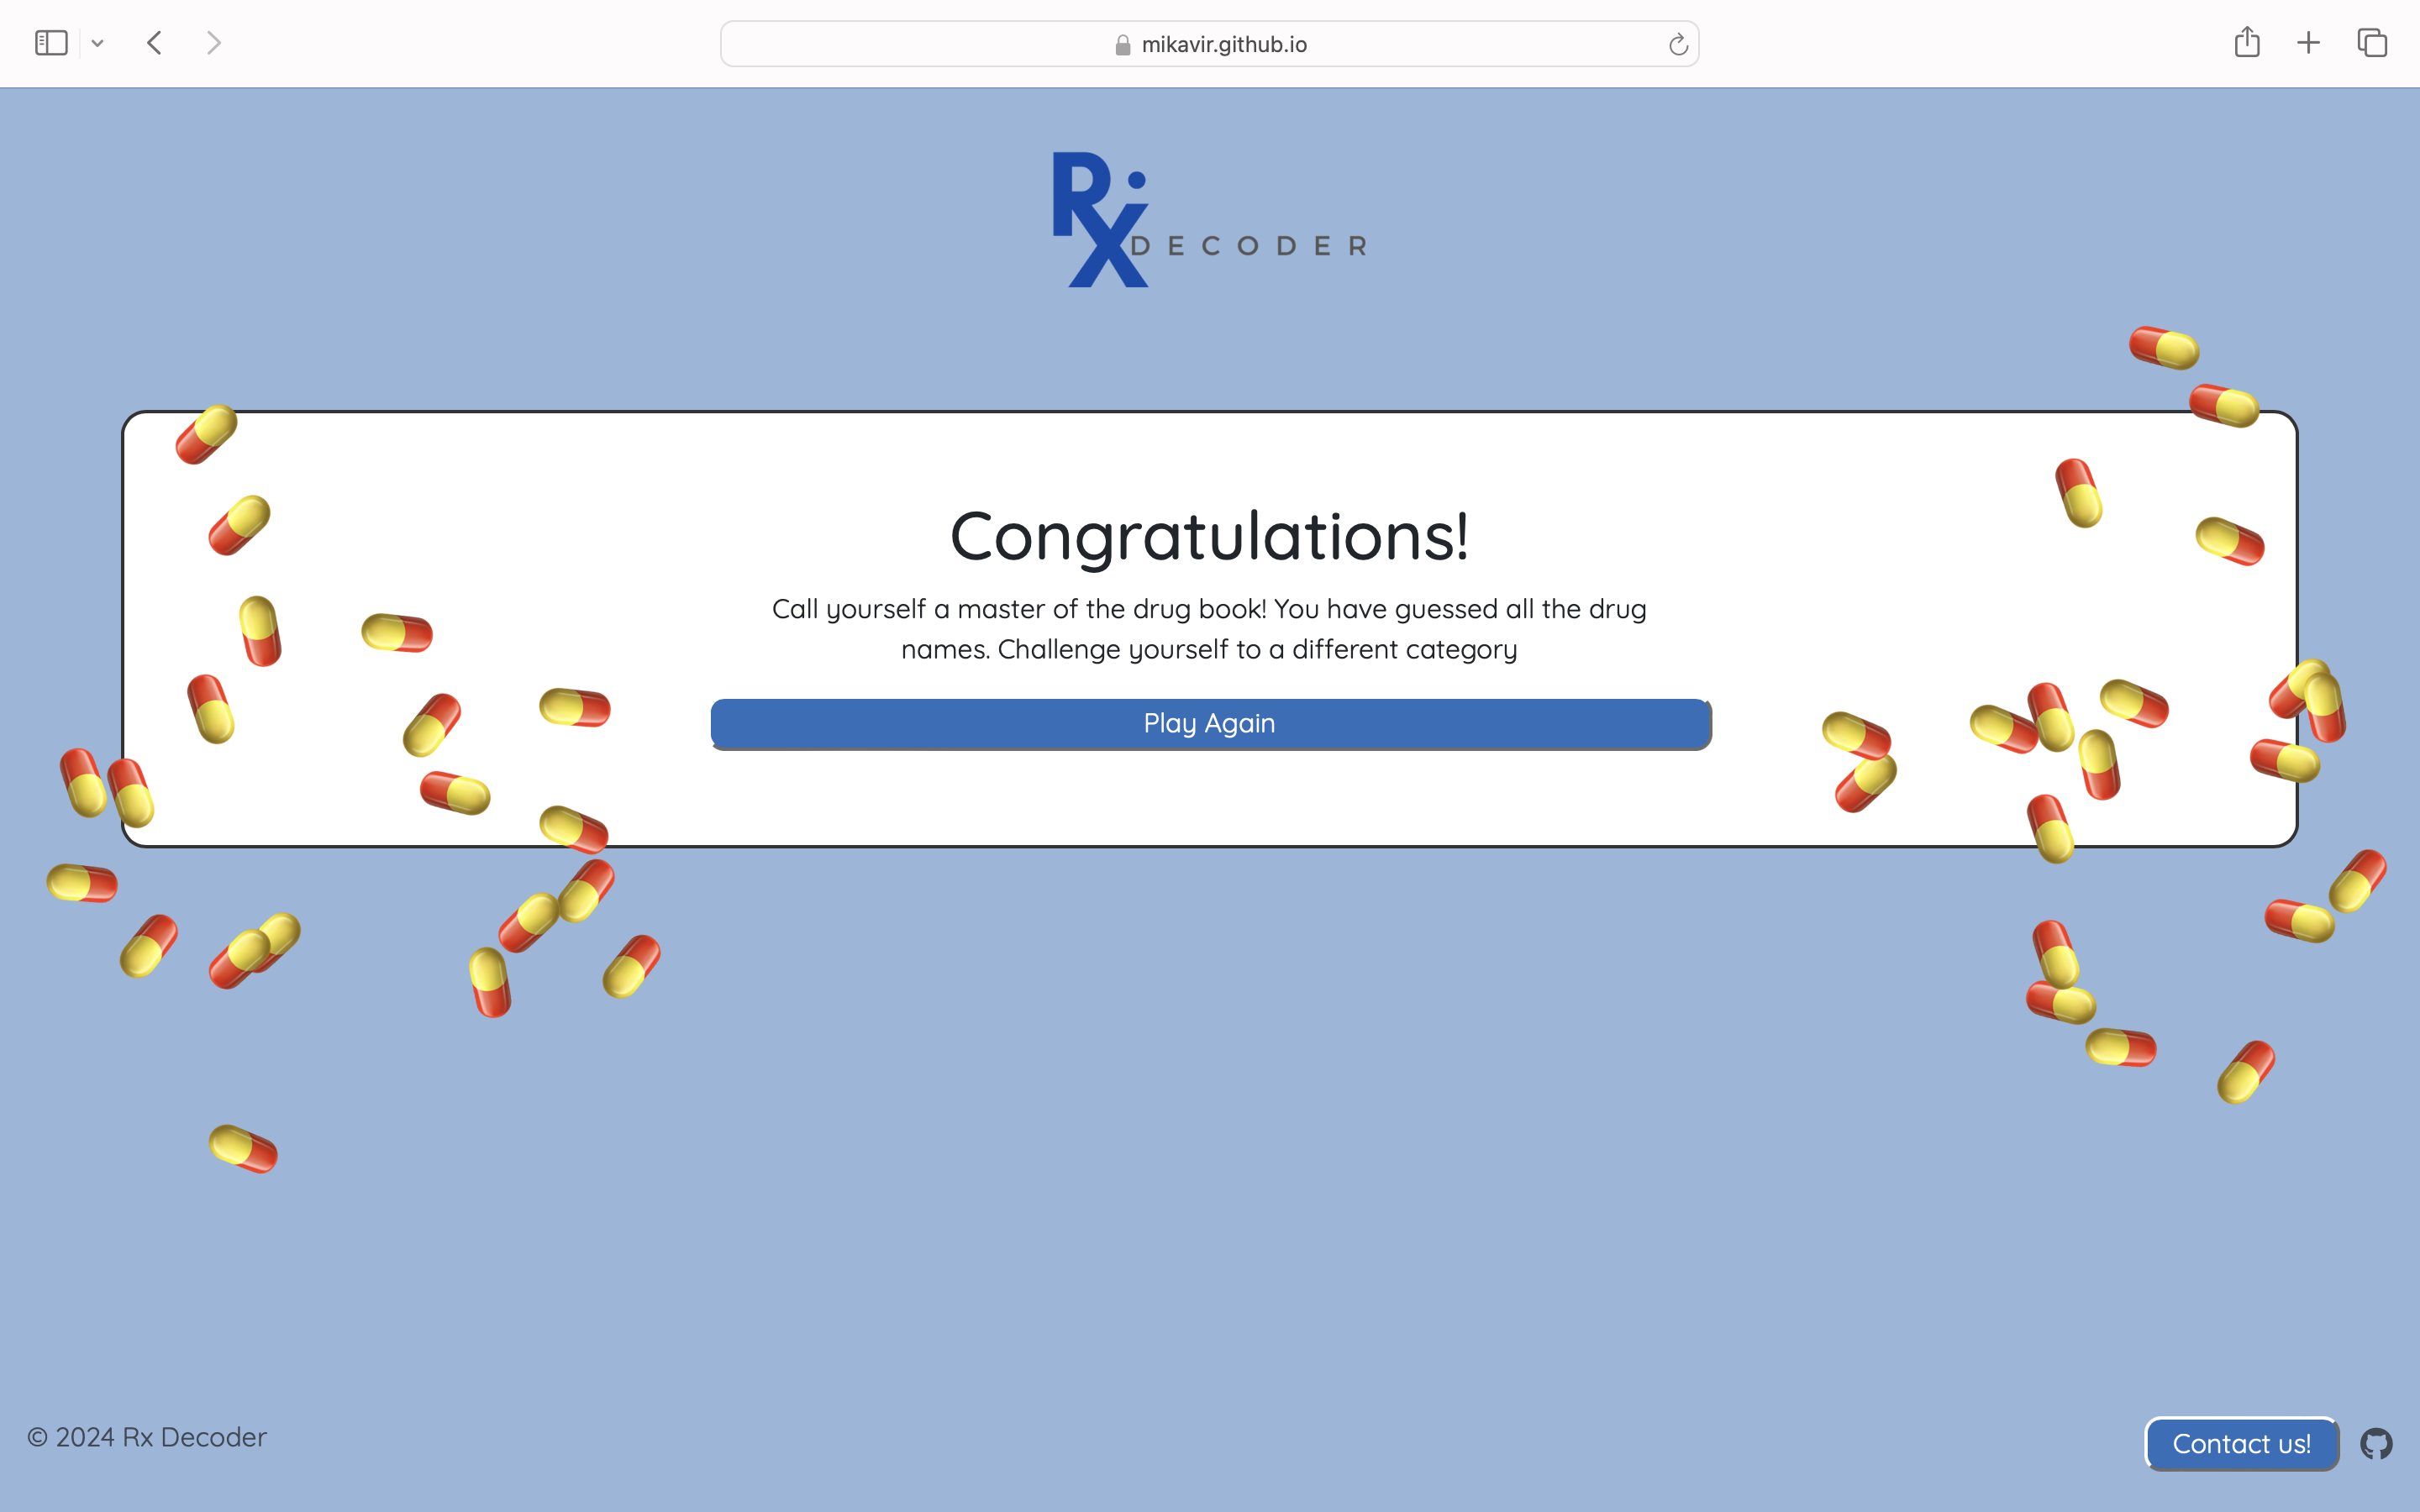 mikavir.github.io
Rx
DECODER
Congratulations!
Call yourself a master of the drug book! You have guessed all the drug
names. Challenge yourself to a different category
Play Again
© 2024 Rx Decoder
Contact us!